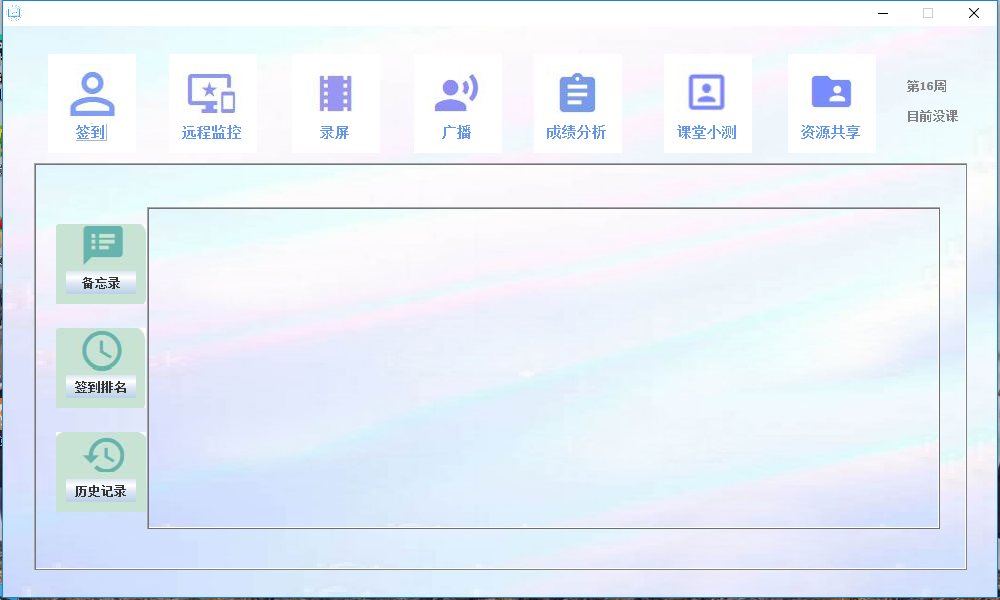 签到
远程监控
录屏
广播
成绩分析
课堂小测
资源共享
第16周
目前没课
备忘录
签到排名
历史记录